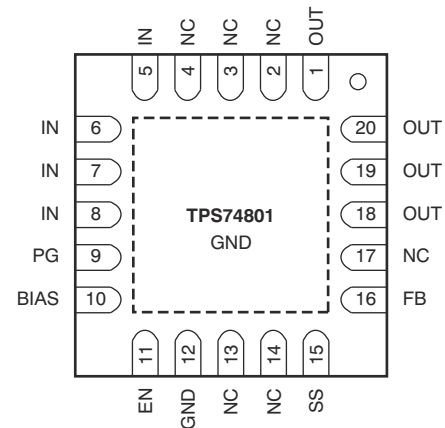 IN NC NC NC OUT
5 4 3 2 1
IN 6 20 OUT
IN 7 19 OUT
TPS74801
IN 8 18 OUT
GND
PG 9 17 NC
BIAS 10 16 FB
11 12 13 14 15
EN GND NC NC SS